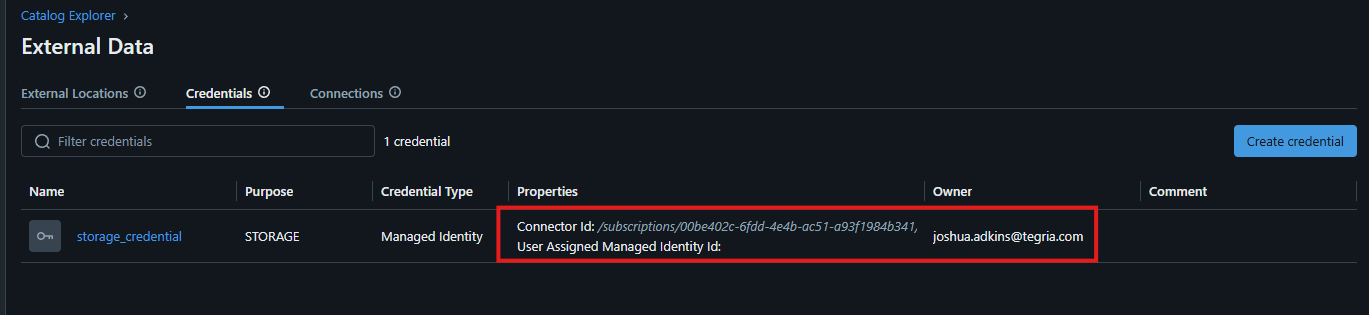 Catalog Explorer >
External Data
External Locations Credentials Connections
Filter credentials 1 credential Create credential
Name Purpose Credential Type Properties Owner Comment
storage_credential STORAGE Managed Identity Connector Id: /subscriptions/00be402c-6fdd-4e4b-ac51-a93f1984b341, joshua.adkins@tegria.com
User Assigned Managed Identity Id: